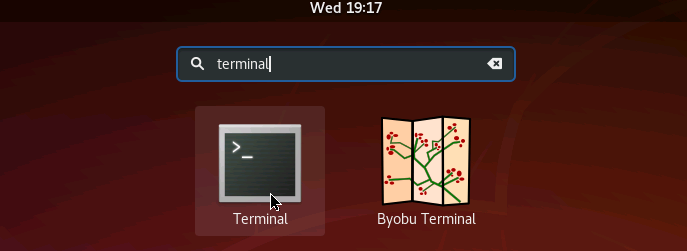 Wed 19:17
terminal
>_
Terminal
Byobu Terminal